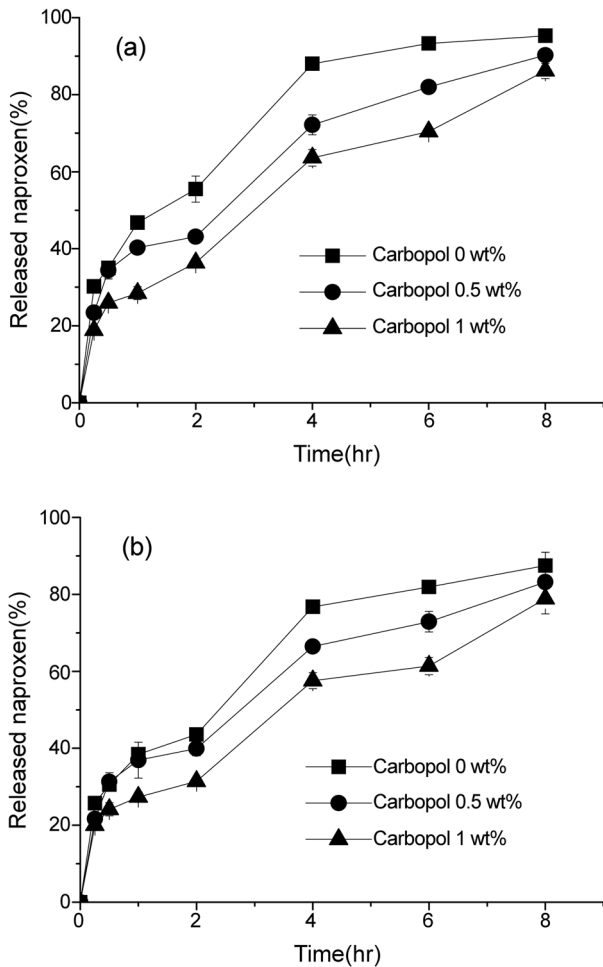 100
(a)
80
60
40
20
0
Released naproxen(%)
Carbopol 0 wt%
Carbopol 0.5 wt%
Carbopol 1 wt%
0 2 4 6 8
Time(hr)
100
(b)
80
60
40
20
0
Released naproxen(%)
Carbopol 0 wt%
Carbopol 0.5 wt%
Carbopol 1 wt%
0 2 4 6 8
Time(hr)